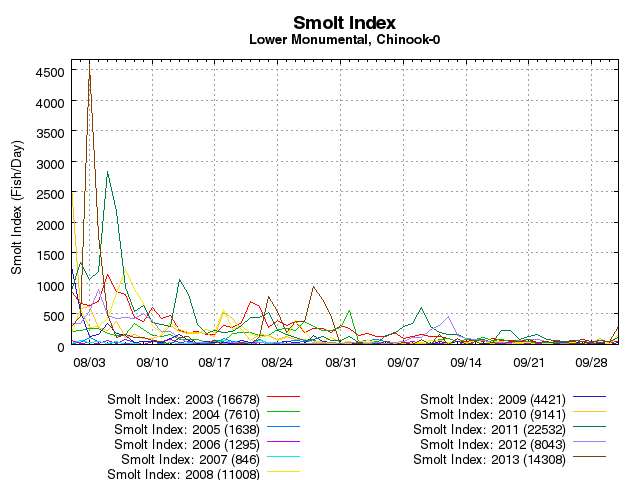 Smolt Index
Lower Monumental, Chinook-0
Smolt Index (Fish/Day)
4500
4000
3500
3000
2500
2000
1500
1000
500
0
08/03 08/10 08/17 08/24 08/31 09/07 09/14 09/21 09/28
Smolt Index: 2003 (16678) Smolt Index: 2009 (4421)
Smolt Index: 2004 (7610) Smolt Index: 2010 (9141)
Smolt Index: 2005 (1638) Smolt Index: 2011 (22532)
Smolt Index: 2006 (1295) Smolt Index: 2012 (8043)
Smolt Index: 2007 (846) Smolt Index: 2013 (14308)
Smolt Index: 2008 (11008)